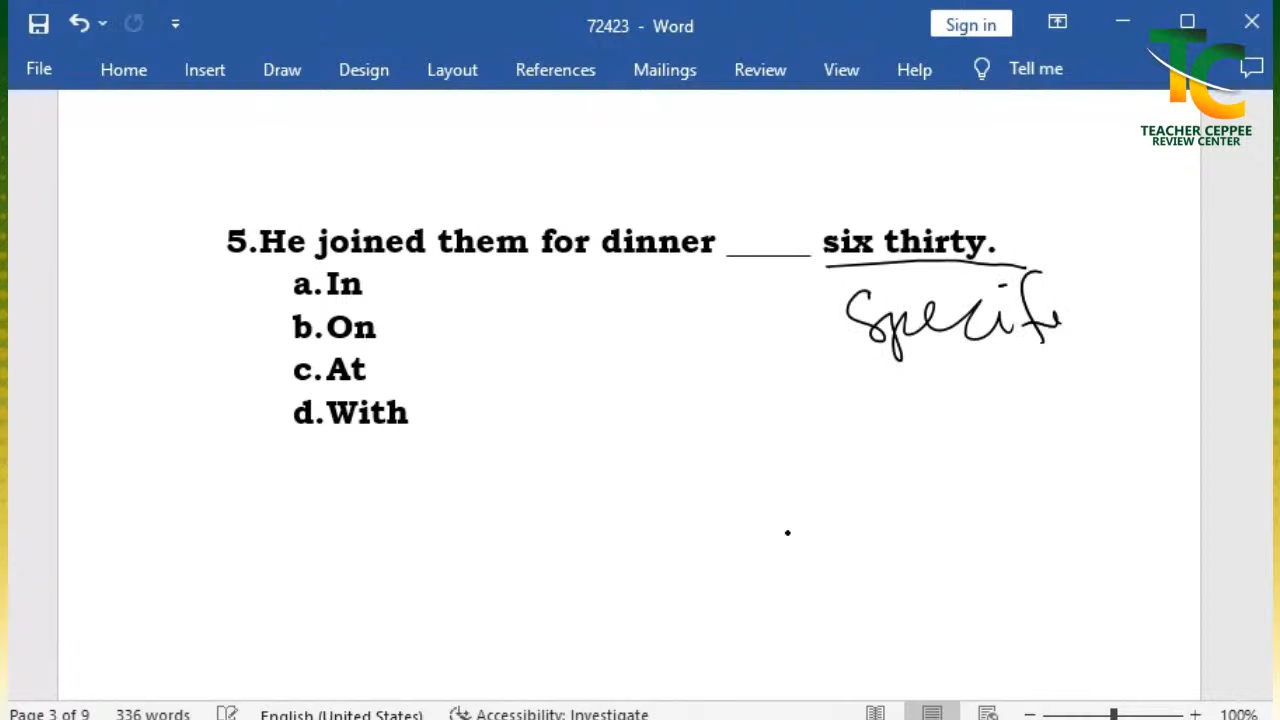 72423 - Word
Sign in
File Home Insert Draw Design Layout References Mailings Review View Help Tell me
TC
TEACHER CEPPEE
REVIEW CENTER
5.He joined them for dinner _____ six thirty.
a.In
b.On
c.At
d.With
Specif
Page 3 of 9 336 words English (United States) Accessibility: Investigate 100%